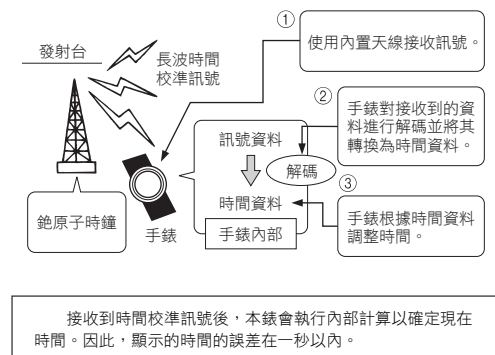 ①
使用內置天線接收訊號。
發射台
長波時間
校準訊號
②
手錶對接收到的資
料進行解碼並將其
轉換為時間資料。
訊號資料
解碼
時間資料
③
手錶根據時間資料
調整時間。
銫原子時鐘
手錶
手錶內部
接收到時間校準訊號後，本錶會執行內部計算以確定現在
時間。因此，顯示的時間的誤差在一秒以內。